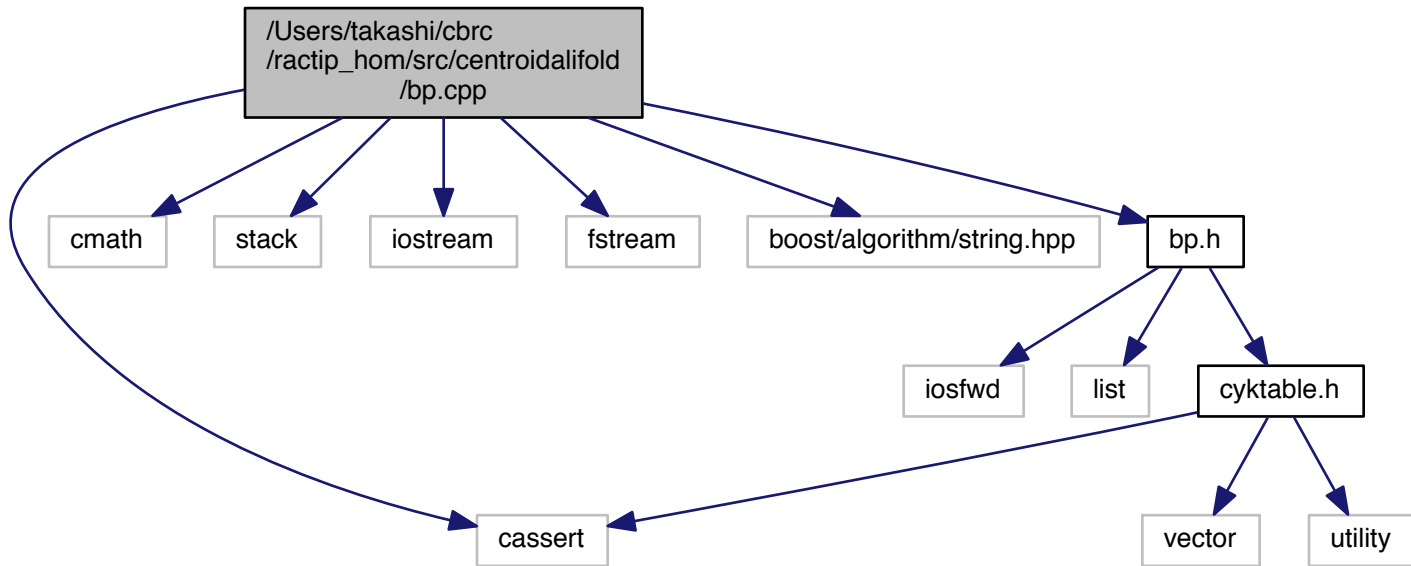 /Users/takashi/cbrc
/ractip_hom/src/centroidalifold
/bp.cpp
cmath
stack
iostream
fstream
boost/algorithm/string.hpp
bp.h
iosfwd
list
cyktable.h
cassert
vector
utility